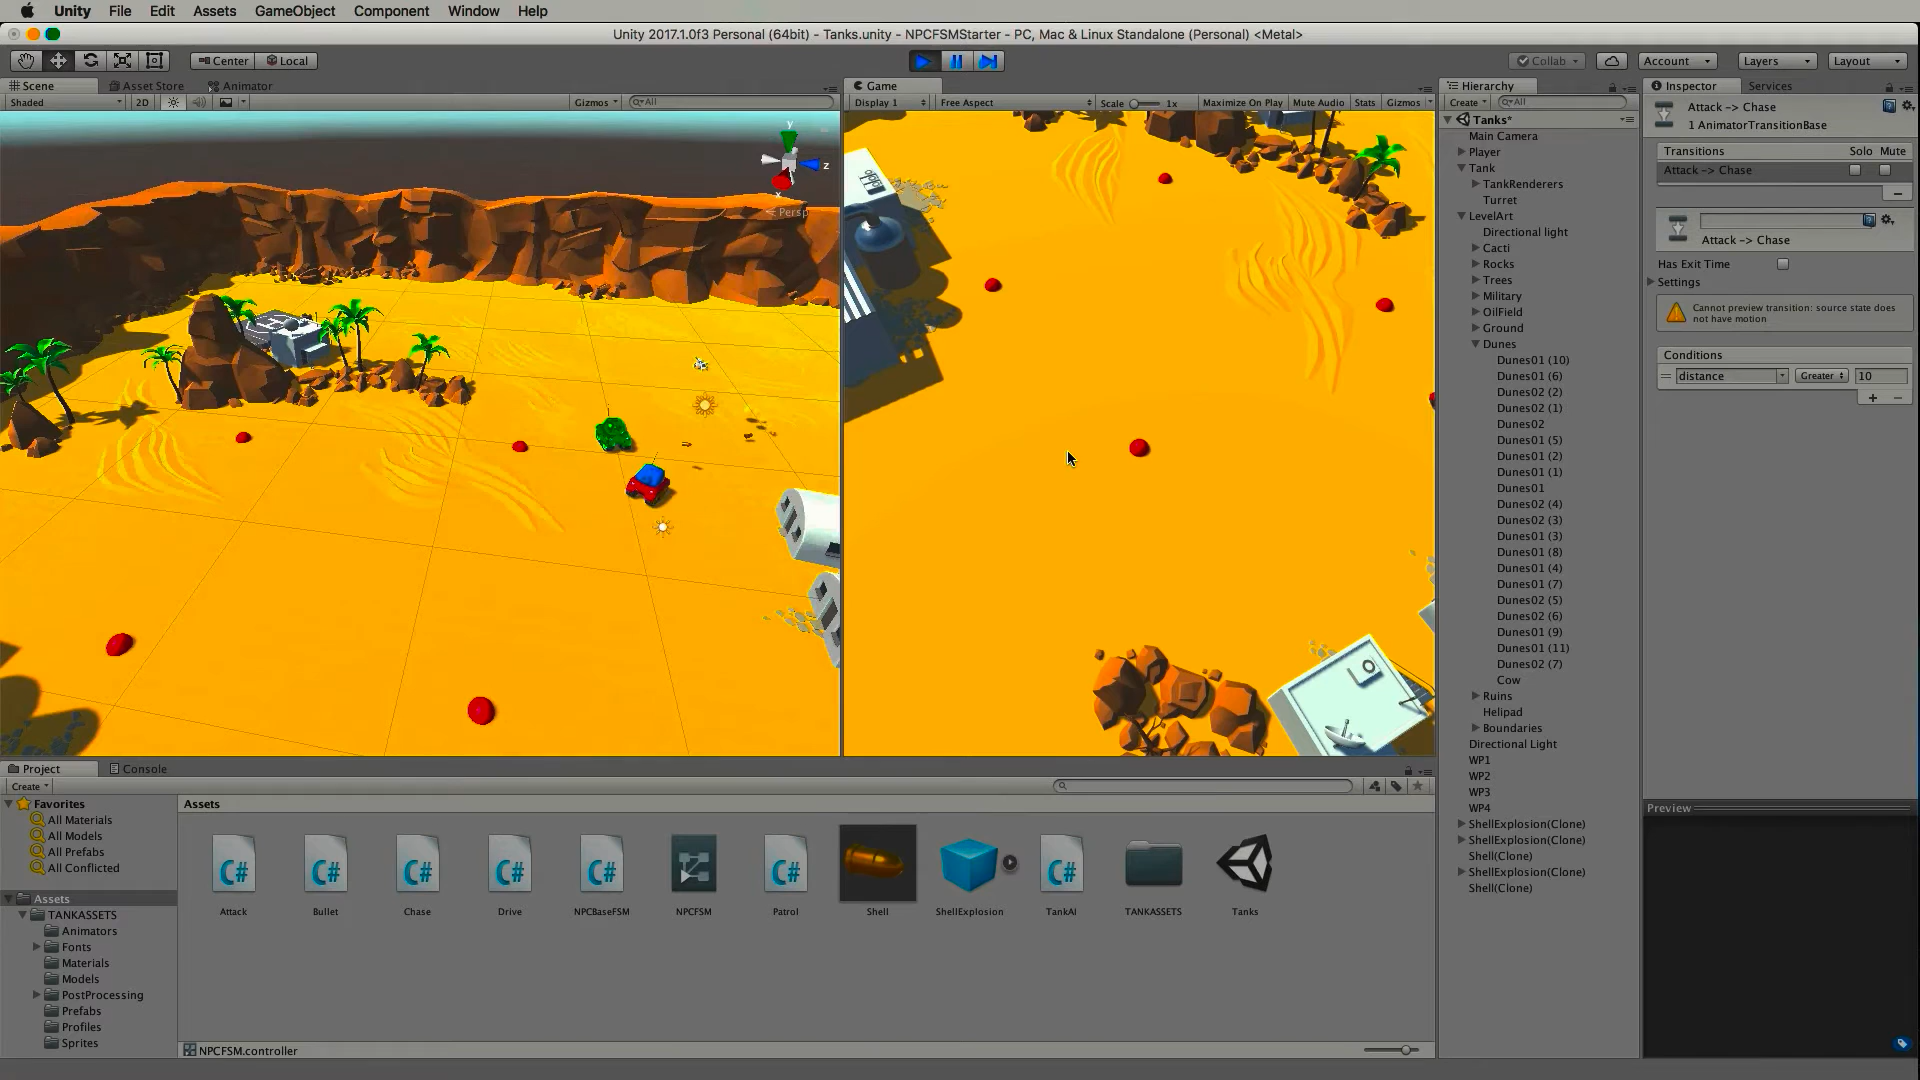 Unity File Edit Assets GameObject Component Window Help
Unity 2017.1.0f3 Personal (64bit) - Tanks.unity - NPCFSMStarter - PC, Mac & Linux Standalone (Personal) <Metal>
Center Local Collab Account Layers Layout
Scene Asset Store Animator
Shaded 2D Gizmos All
y
z
x
Persp
Game
Display 1 Free Aspect Scale 1x Maximize On Play Mute Audio Stats Gizmos
Hierarchy
Create All
Tanks*
Main Camera
Player
Tank
TankRenderers
Turret
LevelArt
Directional light
Cacti
Rocks
Trees
Military
OilField
Ground
Dunes
Dunes01 (10)
Dunes01 (6)
Dunes02 (2)
Dunes02 (1)
Dunes02
Dunes01 (5)
Dunes01 (2)
Dunes01 (1)
Dunes01
Dunes02 (4)
Dunes02 (3)
Dunes01 (3)
Dunes01 (8)
Dunes01 (4)
Dunes01 (7)
Dunes02 (5)
Dunes02 (6)
Dunes01 (9)
Dunes01 (11)
Dunes02 (7)
Cow
Ruins
Helipad
Boundaries
Directional Light
WP1
WP2
WP3
WP4
ShellExplosion(Clone)
ShellExplosion(Clone)
Shell(Clone)
ShellExplosion(Clone)
Shell(Clone)
Inspector Services
Attack -> Chase
1 AnimatorTransitionBase
Transitions Solo Mute
Attack -> Chase
Attack -> Chase
Has Exit Time
Settings
Cannot preview transition: source state does
not have motion
Conditions
distance Greater 10
Preview
Project Console
Create
Favorites
All Materials
All Models
All Prefabs
All Conflicted
Assets
TANKASSETS
Animators
Fonts
Materials
Models
PostProcessing
Prefabs
Profiles
Sprites
Assets
C# C# C# C# C# C# C#
Attack Bullet Chase Drive NPCBaseFSM NPCFSM Patrol Shell ShellExplosion TankAI TANKASSETS Tanks
NPCFSM.controller